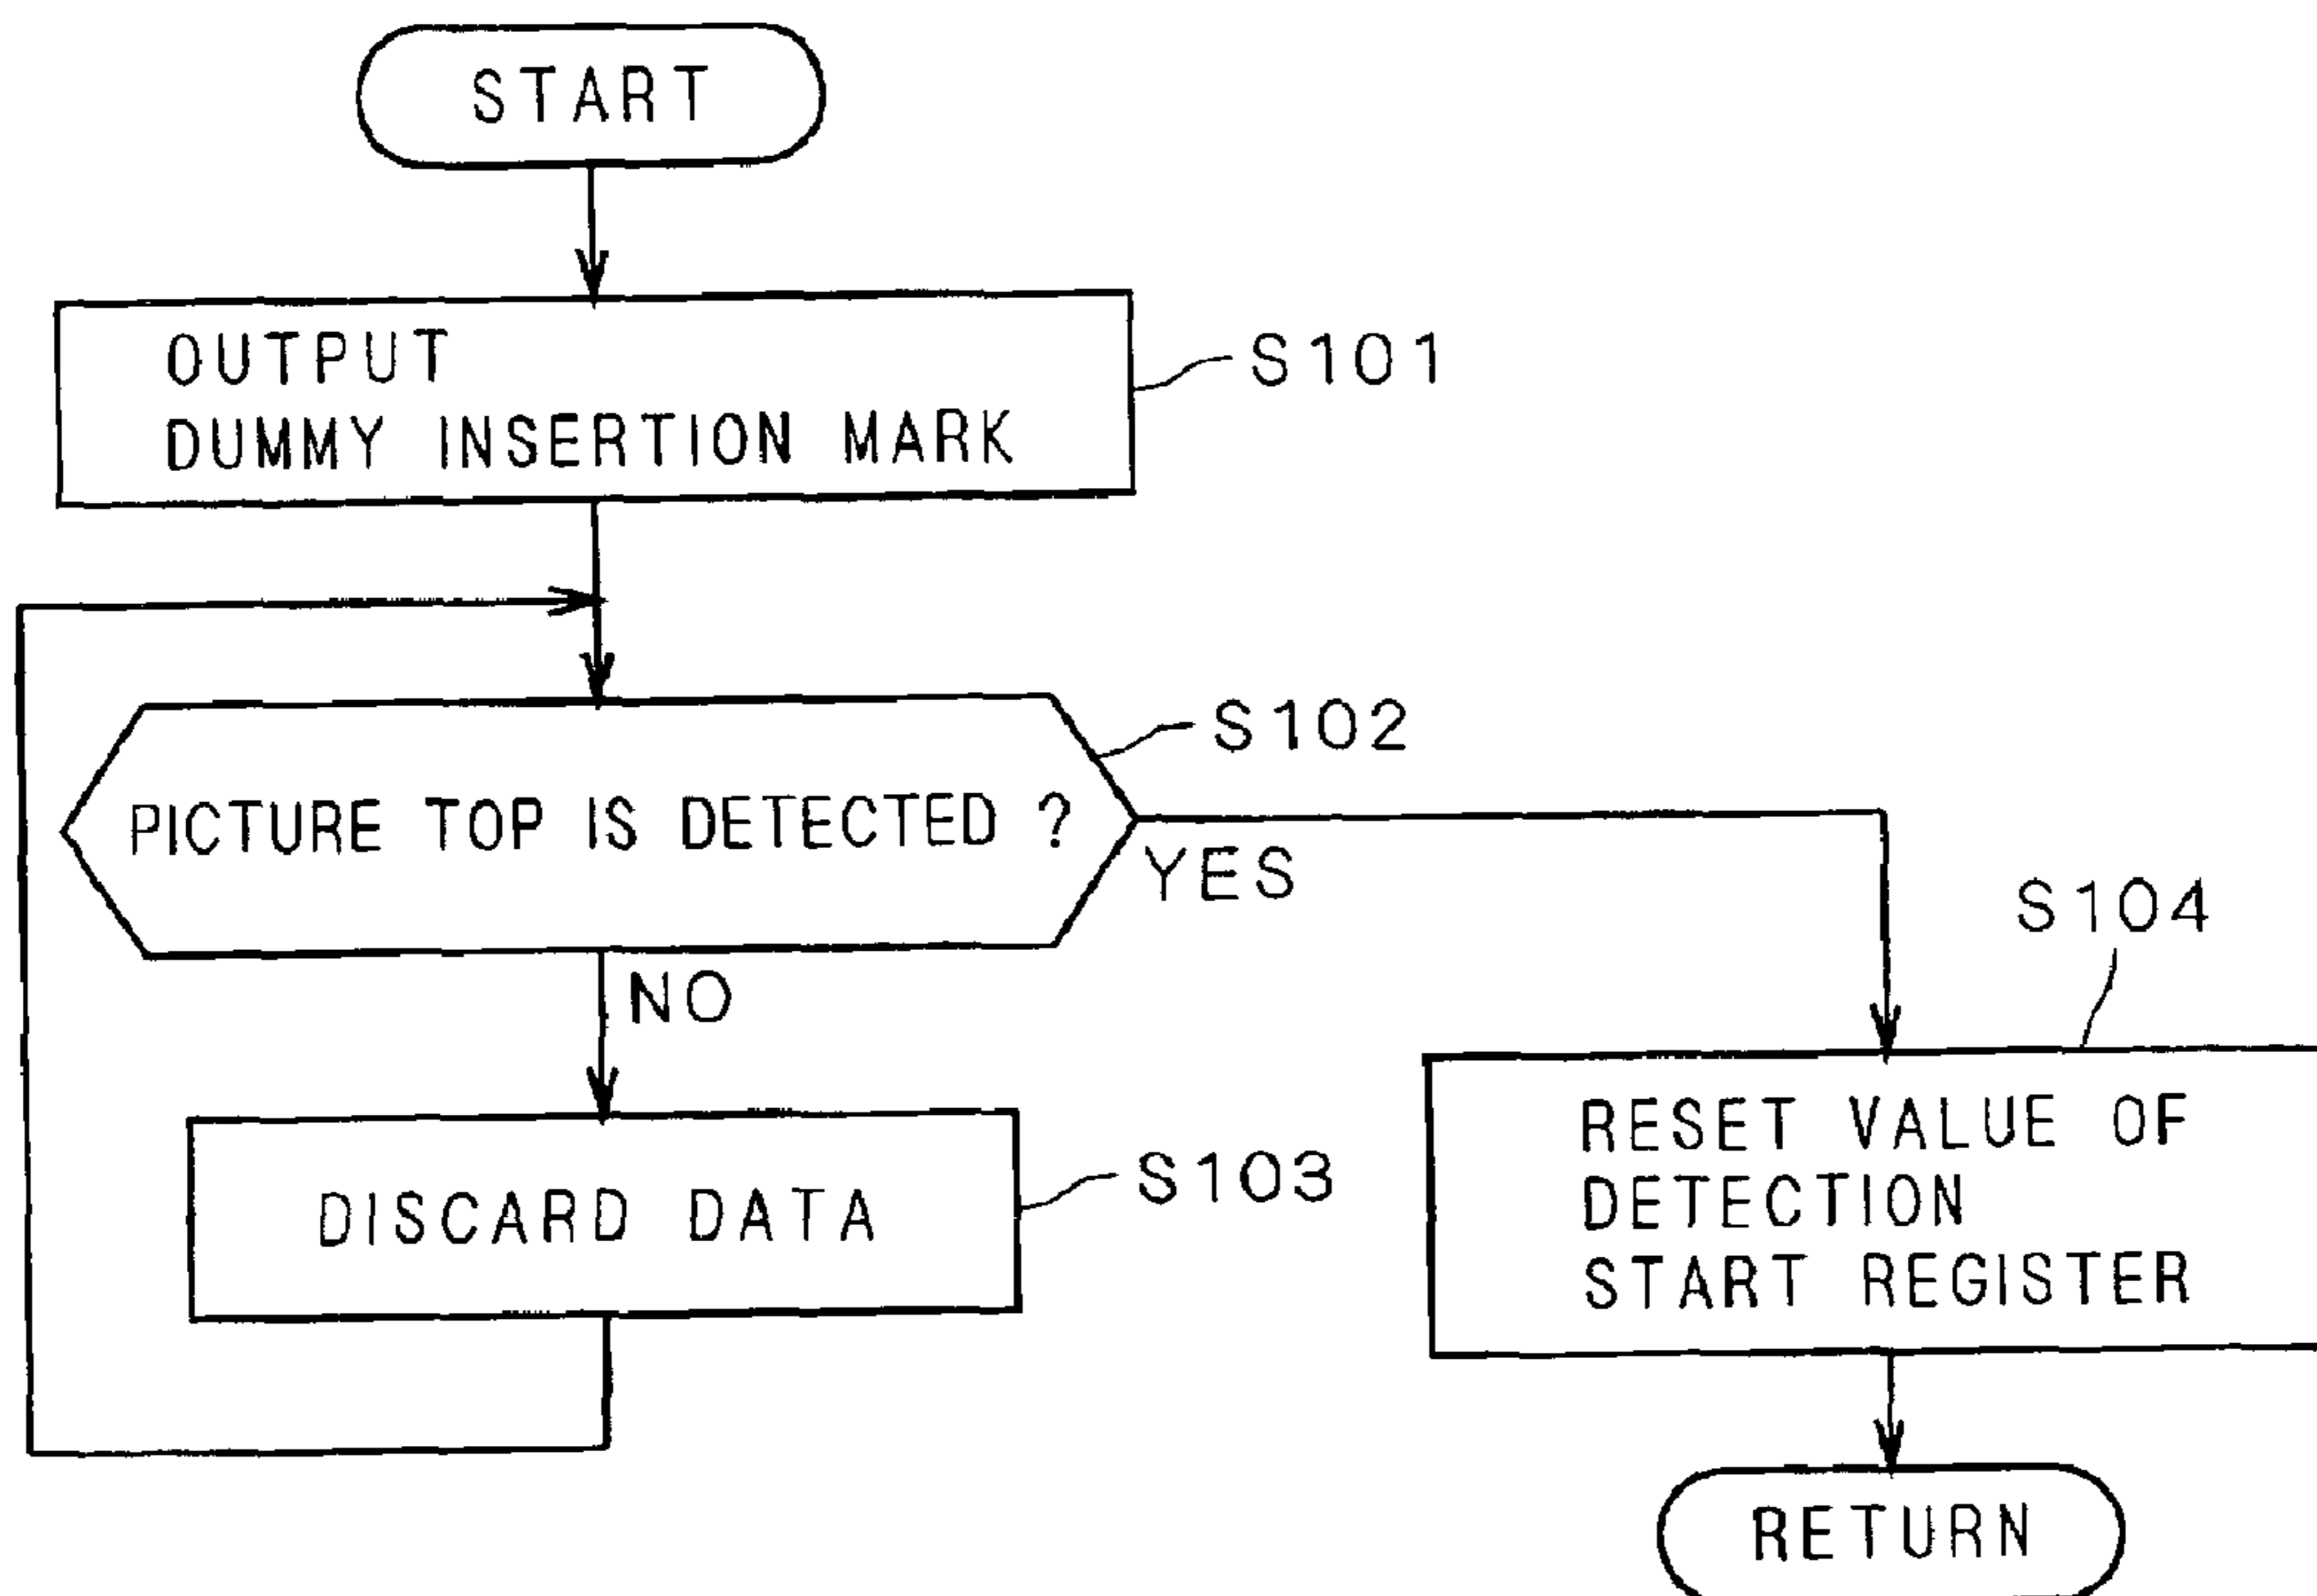 START
OUTPUT
DUMMY INSERTION MARK
S101
PICTURE TOP IS DETECTED ?
S102
YES
NO
DISCARD DATA
S103
S104
RESET VALUE OF
DETECTION
START REGISTER
RETURN